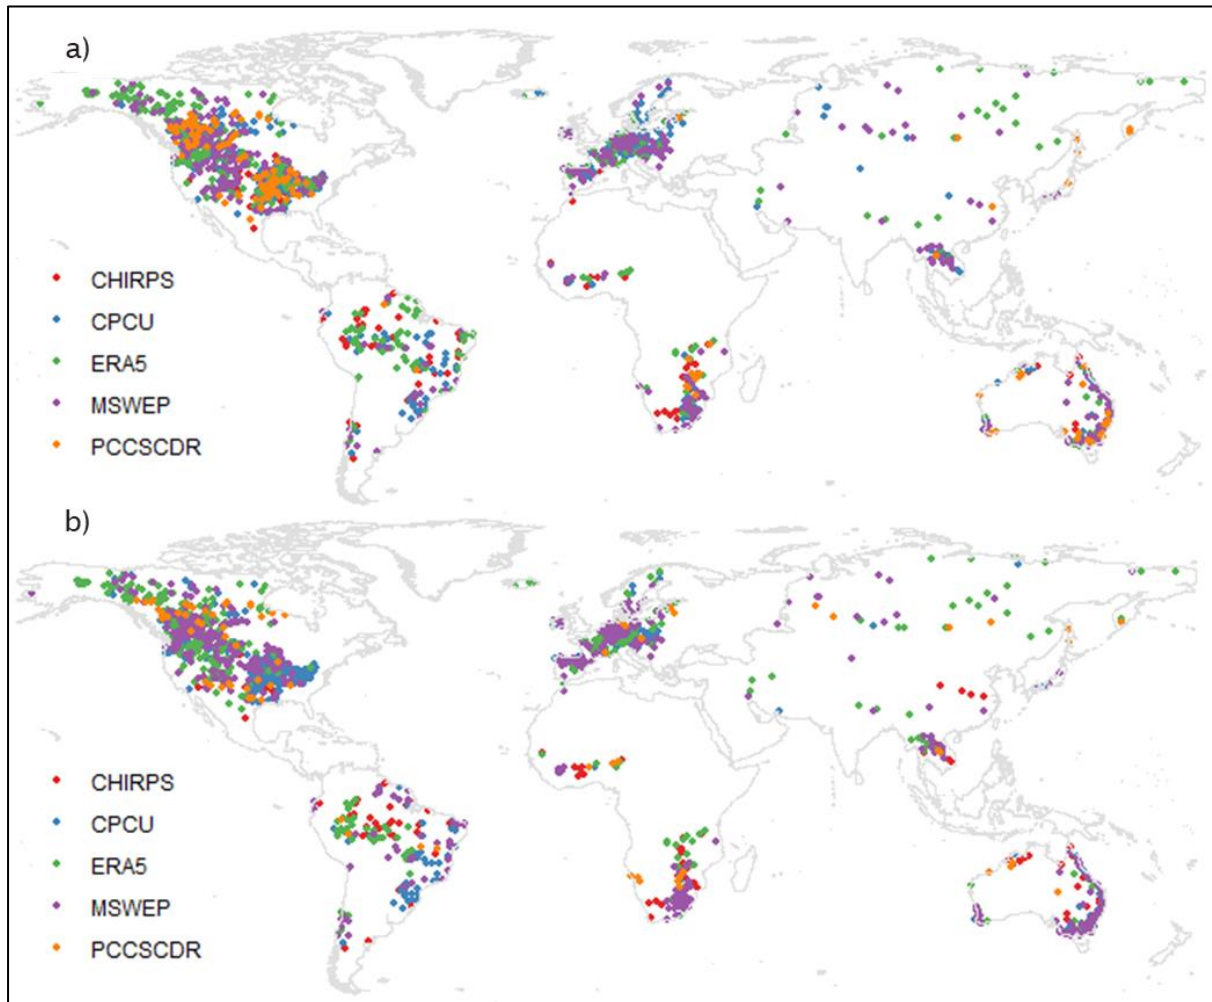 a)
CHIRPS
CPCU
ERA5
MSWEP
PCCSCDR
b)
CHIRPS
CPCU
ERA5
MSWEP
PCCSCDR